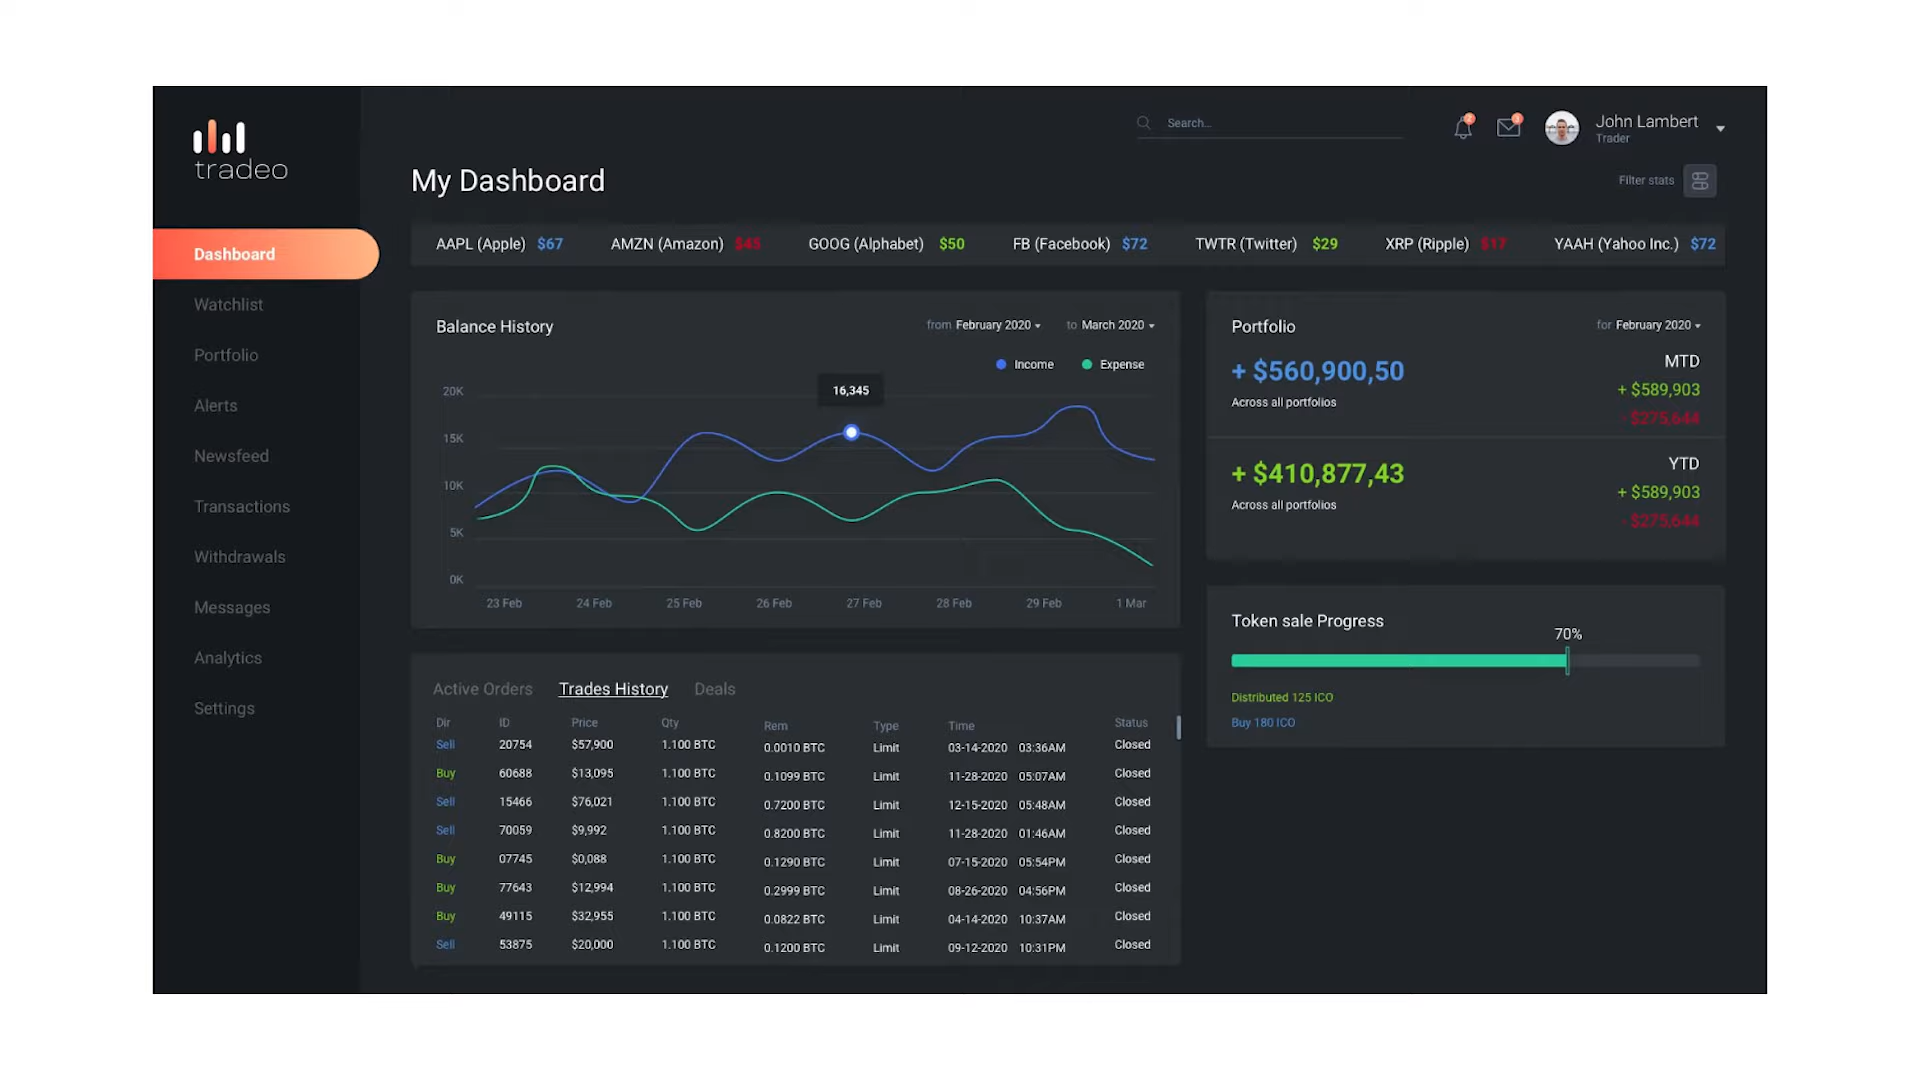 tradeo
Search...
2
3
John Lambert
Trader
My Dashboard
Filter stats
AAPL (Apple) $67 AMZN (Amazon) $45 GOOG (Alphabet) $50 FB (Facebook) $72 TWTR (Twitter) $29 XRP (Ripple) $17 YAAH (Yahoo Inc.) $72
Dashboard
Watchlist
Portfolio
Alerts
Newsfeed
Transactions
Withdrawals
Messages
Analytics
Settings
Balance History
from February 2020 to March 2020
Income Expense
16,345
20K
15K
10K
5K
0K
23 Feb 24 Feb 25 Feb 26 Feb 27 Feb 28 Feb 29 Feb 1 Mar
Portfolio
for February 2020
+ $560,900,50
Across all portfolios
MTD
+ $589,903
- $275,644
+ $410,877,43
Across all portfolios
YTD
+ $589,903
- $275,644
Token sale Progress
70%
Distributed 125 ICO
Buy 180 ICO
Active Orders Trades History Deals
Dir ID Price Qty Rem Type Time Status
Sell 20754 $57,900 1.100 BTC 0.0010 BTC Limit 03-14-2020 03:36AM Closed
Buy 60688 $13,095 1.100 BTC 0.1099 BTC Limit 11-28-2020 05:07AM Closed
Sell 15466 $76,021 1.100 BTC 0.7200 BTC Limit 12-15-2020 05:48AM Closed
Sell 70059 $9,992 1.100 BTC 0.8200 BTC Limit 11-28-2020 01:46AM Closed
Buy 07745 $0,088 1.100 BTC 0.1290 BTC Limit 07-15-2020 05:54PM Closed
Buy 77643 $12,994 1.100 BTC 0.2999 BTC Limit 08-26-2020 04:56PM Closed
Buy 49115 $32,955 1.100 BTC 0.0822 BTC Limit 04-14-2020 10:37AM Closed
Sell 53875 $20,000 1.100 BTC 0.1200 BTC Limit 09-12-2020 10:31PM Closed